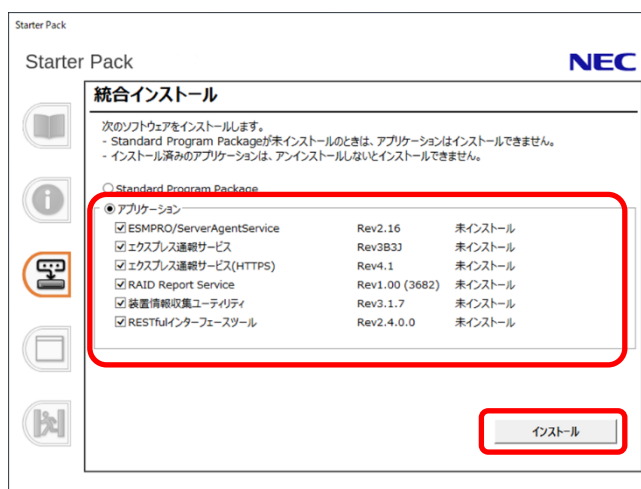 Starter Pack
Starter Pack
NEC
統合インストール
次のソフトウェアをインストールします。
- Standard Program Packageが未インストールのときは、アプリケーションはインストールできません。
- インストール済みのアプリケーションは、アンインストールしないとインストールできません。
Standard Program Package
アプリケーション
ESMPRO/ServerAgentService Rev2.16 未インストール
エクスプレス通報サービス Rev3B3J 未インストール
エクスプレス通報サービス(HTTPS) Rev4.1 未インストール
RAID Report Service Rev1.00 (3682) 未インストール
装置情報収集ユーティリティ Rev3.1.7 未インストール
RESTfulインターフェースツール Rev2.4.0.0 未インストール
インストール